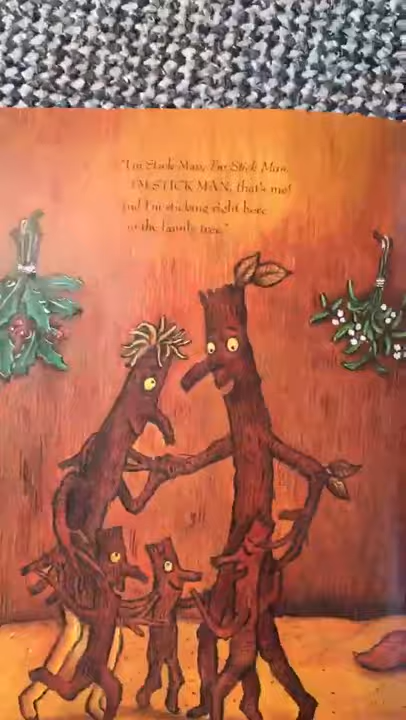 "I'm Stick Man, I'm Stick Man,
I'M STICK MAN, that's me!
And I'm sticking right here
in the family tree."